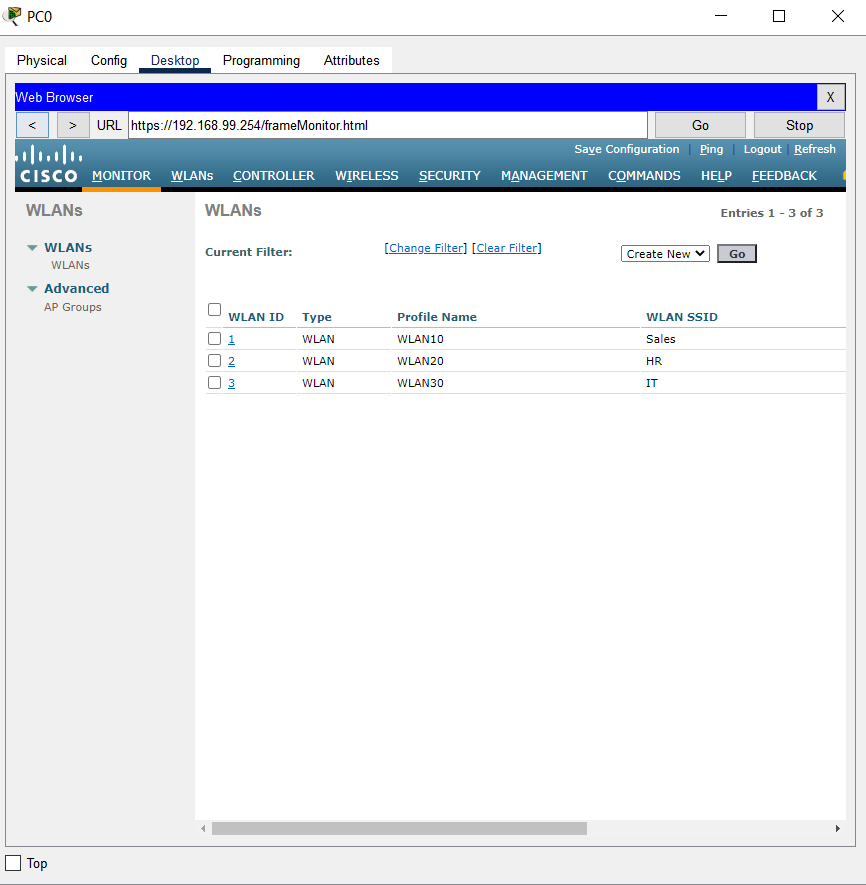 PC0
Physical Config Desktop Programming Attributes
Web Browser X
< > URL https://192.168.99.254/frameMonitor.html Go Stop
Save Configuration | Ping | Logout | Refresh
CISCO MONITOR WLANs CONTROLLER WIRELESS SECURITY MANAGEMENT COMMANDS HELP FEEDBACK
WLANs
WLANs
WLANs
Advanced
AP Groups
WLANs Entries 1 - 3 of 3
Current Filter: [Change Filter] [Clear Filter] Create New Go
WLAN ID Type Profile Name WLAN SSID
1 WLAN WLAN10 Sales
2 WLAN WLAN20 HR
3 WLAN WLAN30 IT
Top